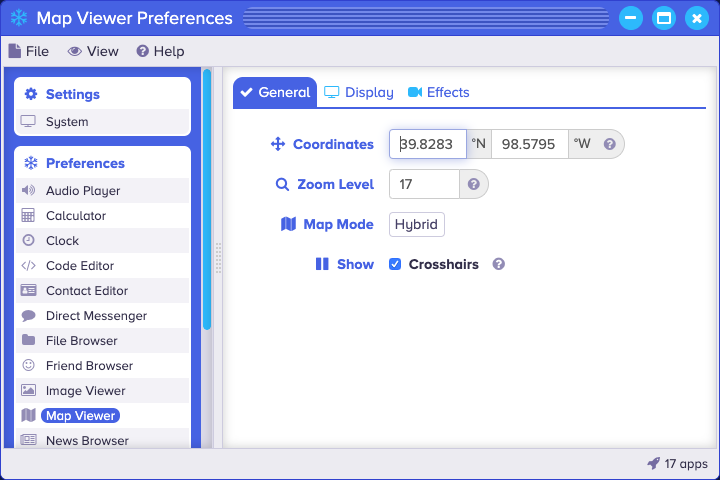 Map Viewer Preferences
File View Help
Settings
System
Preferences
Audio Player
Calculator
Clock
Code Editor
Contact Editor
Direct Messenger
File Browser
Friend Browser
Image Viewer
Map Viewer
News Browser
General Display Effects
Coordinates 39.8283 °N 98.5795 °W
Zoom Level 17
Map Mode Hybrid
Show Crosshairs
17 apps